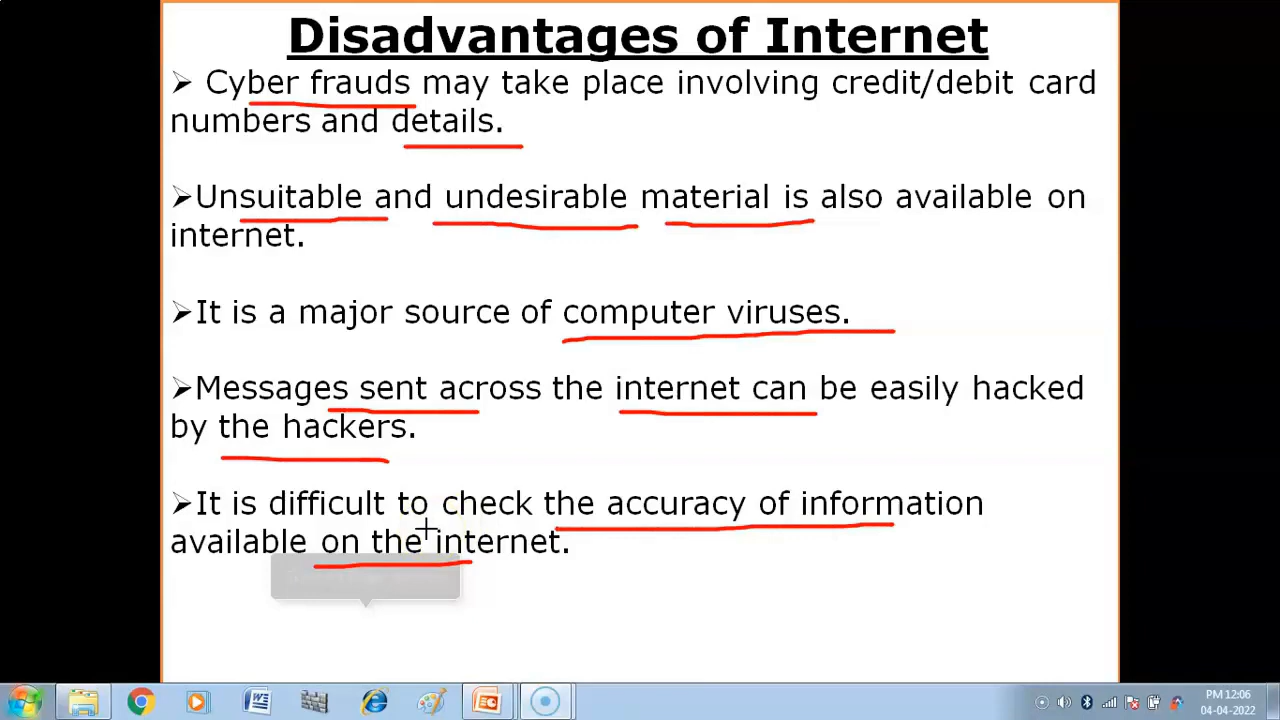 Disadvantages of Internet
➢ Cyber frauds may take place involving credit/debit card
numbers and details.
➢Unsuitable and undesirable material is also available on
internet.
➢It is a major source of computer viruses.
➢Messages sent across the internet can be easily hacked
by the hackers.
➢It is difficult to check the accuracy of information
available on the internet.
PM 12:06
04-04-2022